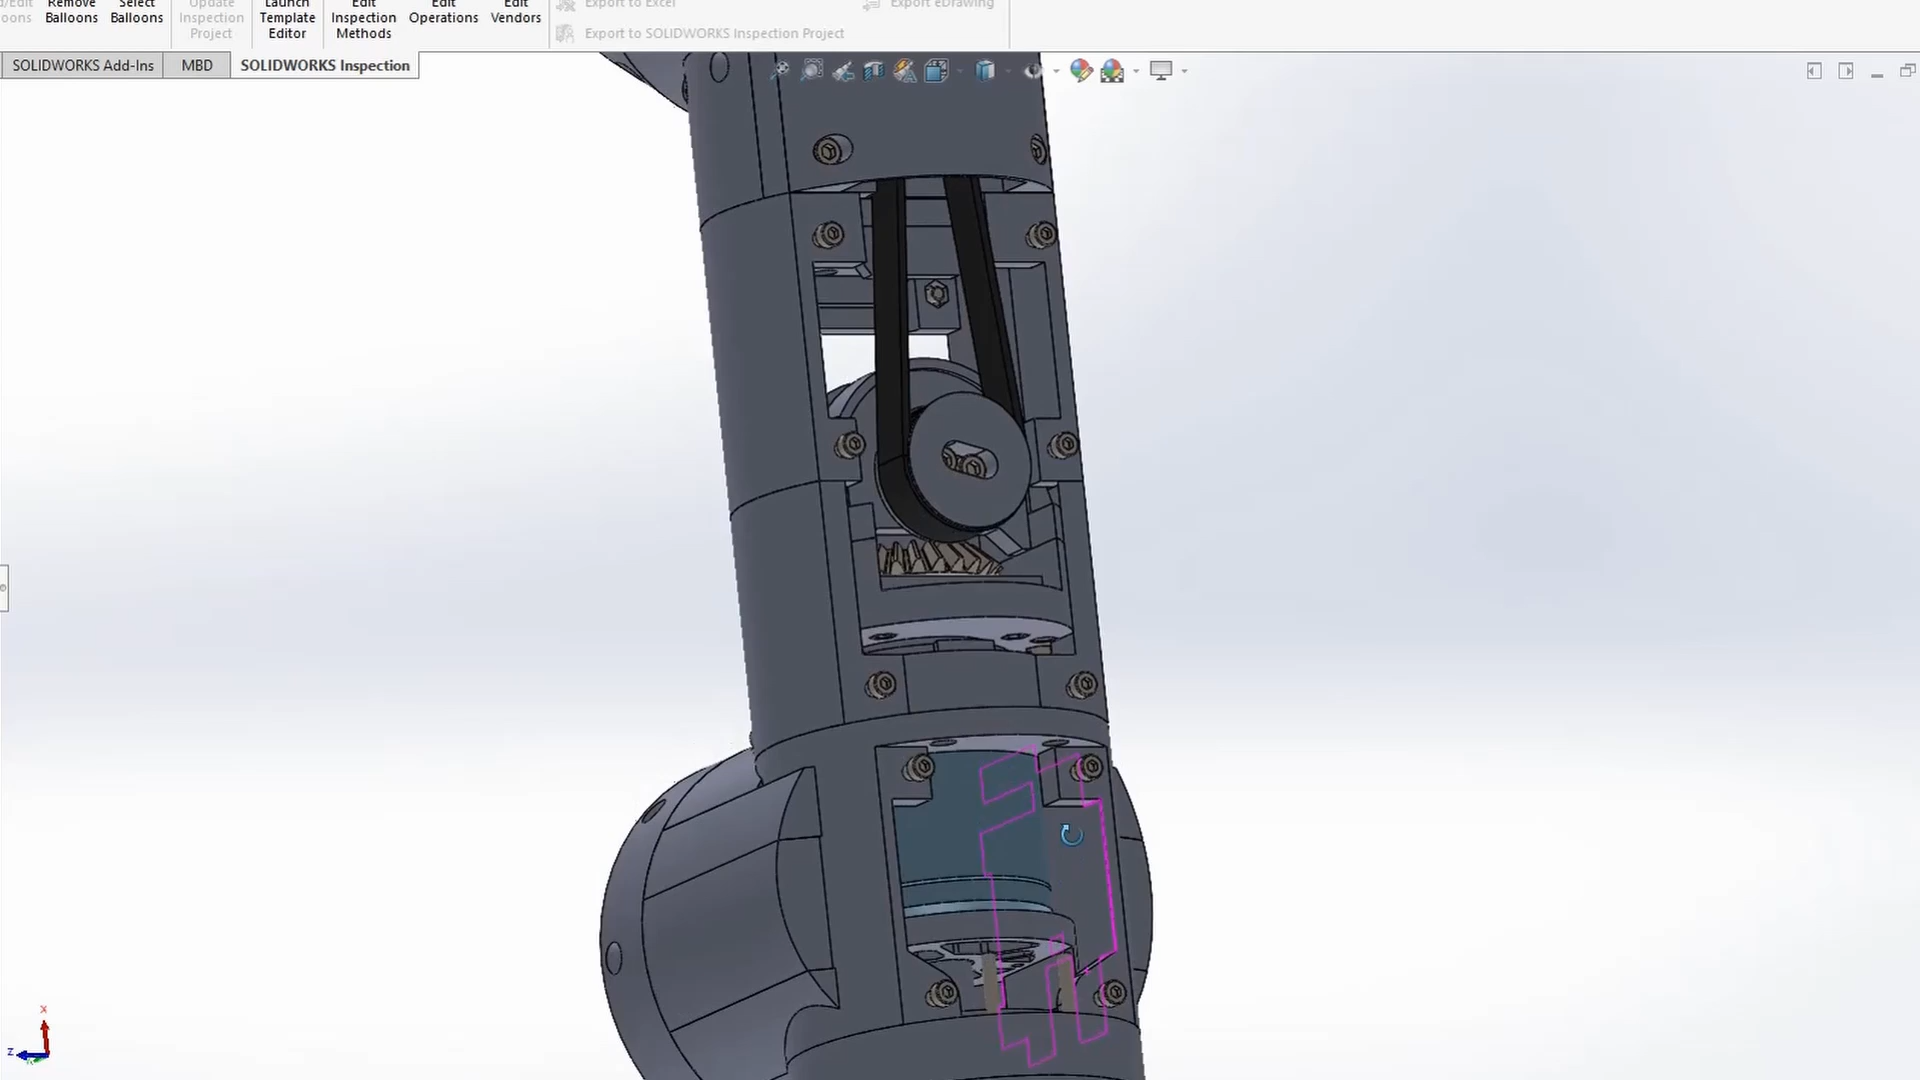 Remove
Balloons
Select
Balloons
Update
Inspection
Project
Launch
Template
Editor
Edit
Inspection
Methods
Edit
Operations
Edit
Vendors
Export to Excel
Export to SOLIDWORKS Inspection Project
Export eDrawing
SOLIDWORKS Add-Ins
MBD
SOLIDWORKS Inspection
x
z